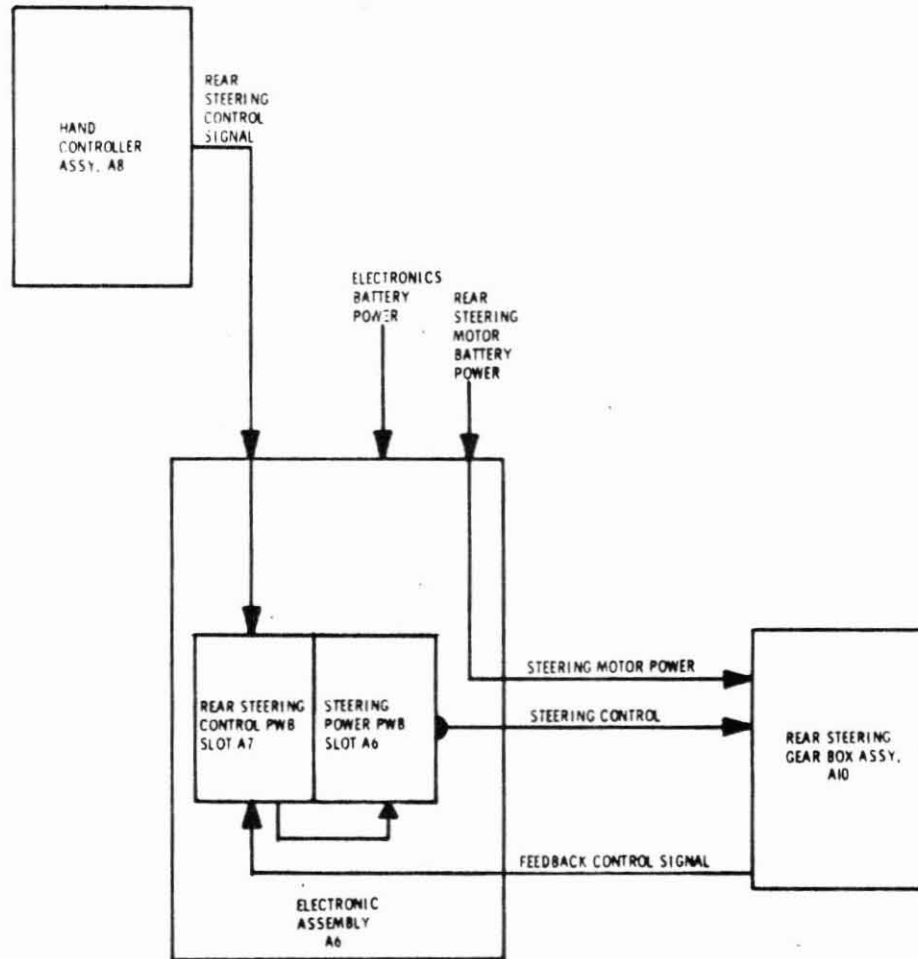 HAND
CONTROLLER
ASSY, A8
REAR
STEERING
CONTROL
SIGNAL
ELECTRONICS
BATTERY
POWER
REAR
STEERING
MOTOR
BATTERY
POWER
REAR STEERING
CONTROL PWB
SLOT A7
STEERING
POWER PWB
SLOT A6
STEERING MOTOR POWER
STEERING CONTROL
REAR STEERING
GEAR BOX ASSY,
A10
FEEDBACK CONTROL SIGNAL
ELECTRONIC
ASSEMBLY
A6